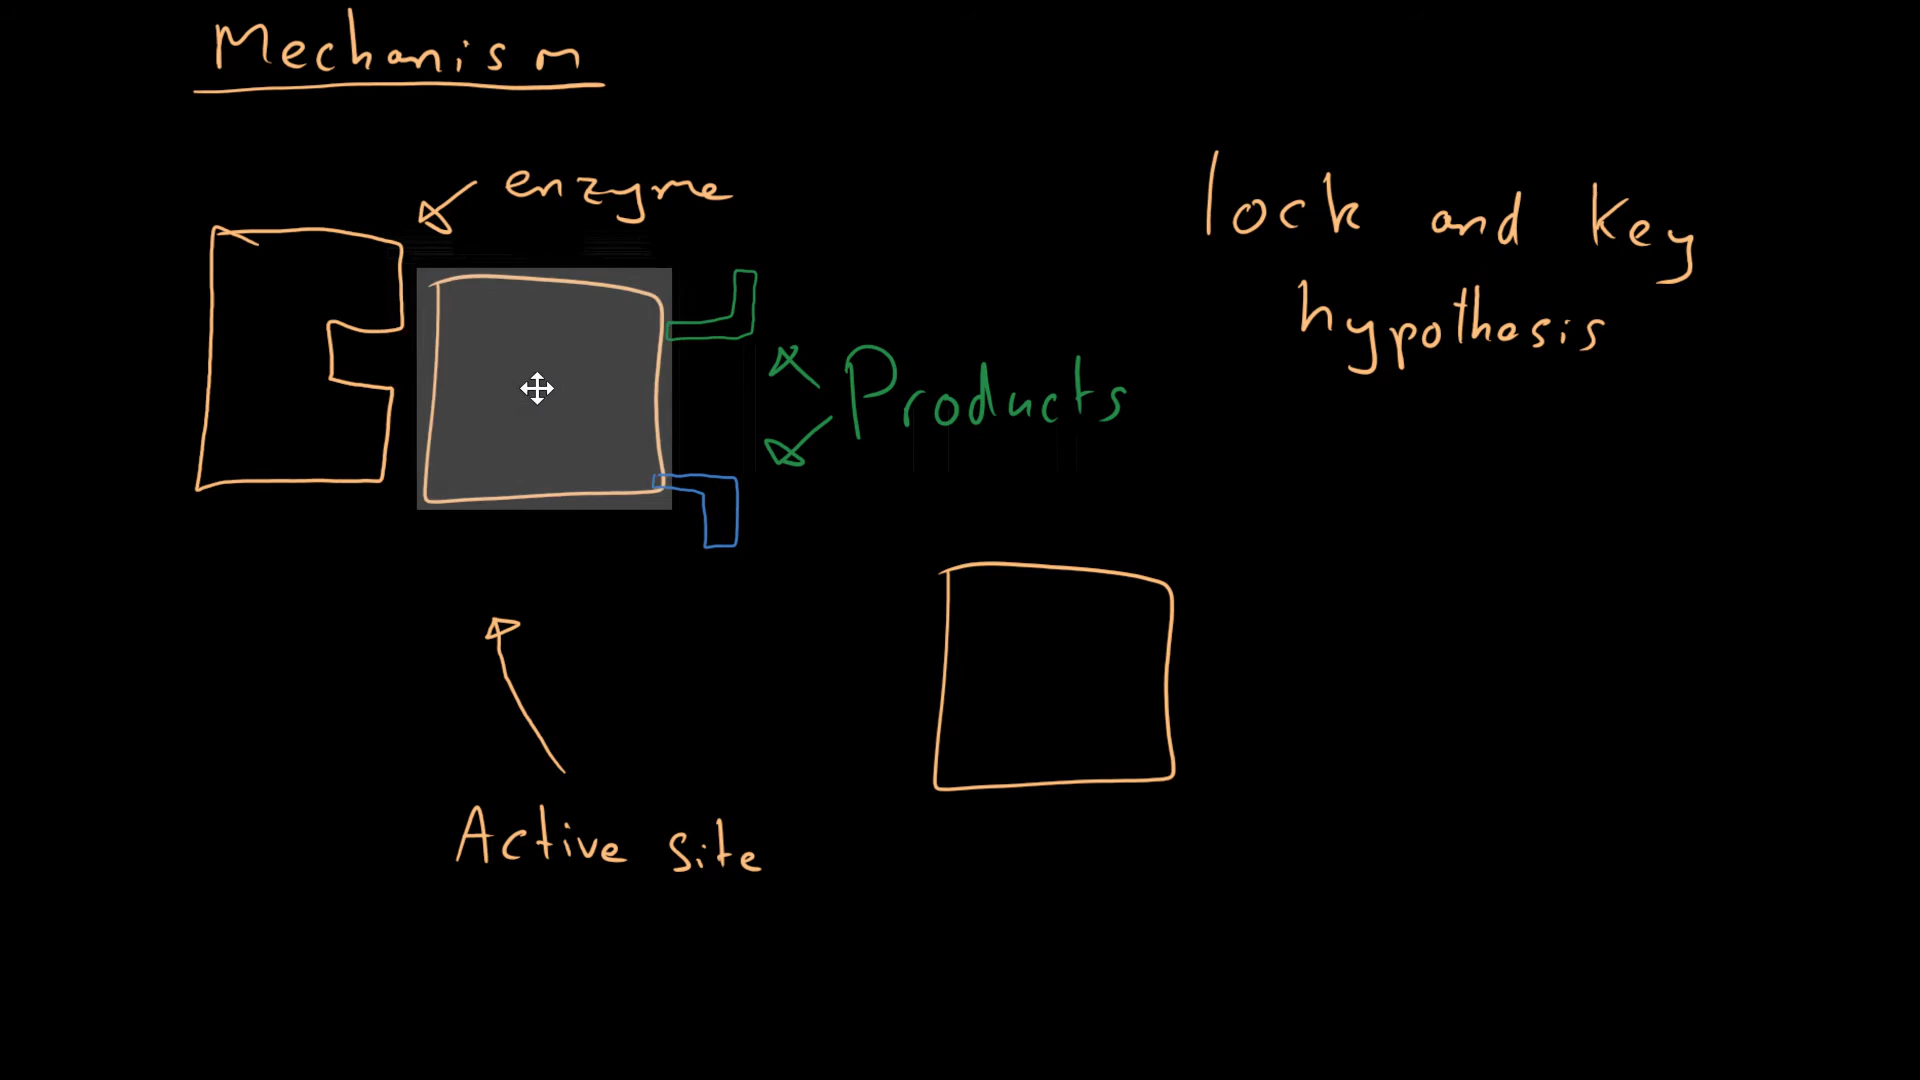 Mechanism
enzyme
lock and key
hypothesis
Products
Active site